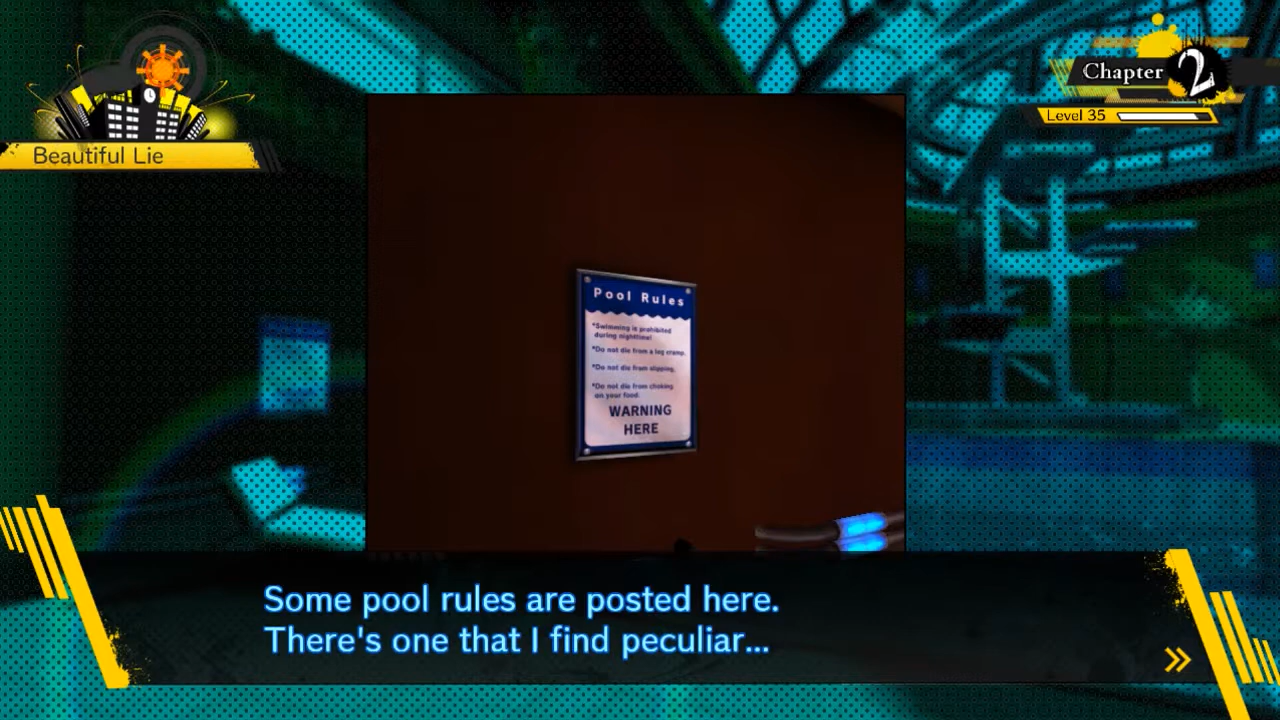 Beautiful Lie
Chapter 2
Level 35
Pool Rules
*Swimming is prohibited
during nighttime!
*Do not die from a leg cramp.
*Do not die from slipping.
*Do not die from choking
on your food.
WARNING
HERE
Some pool rules are posted here.
There's one that I find peculiar...